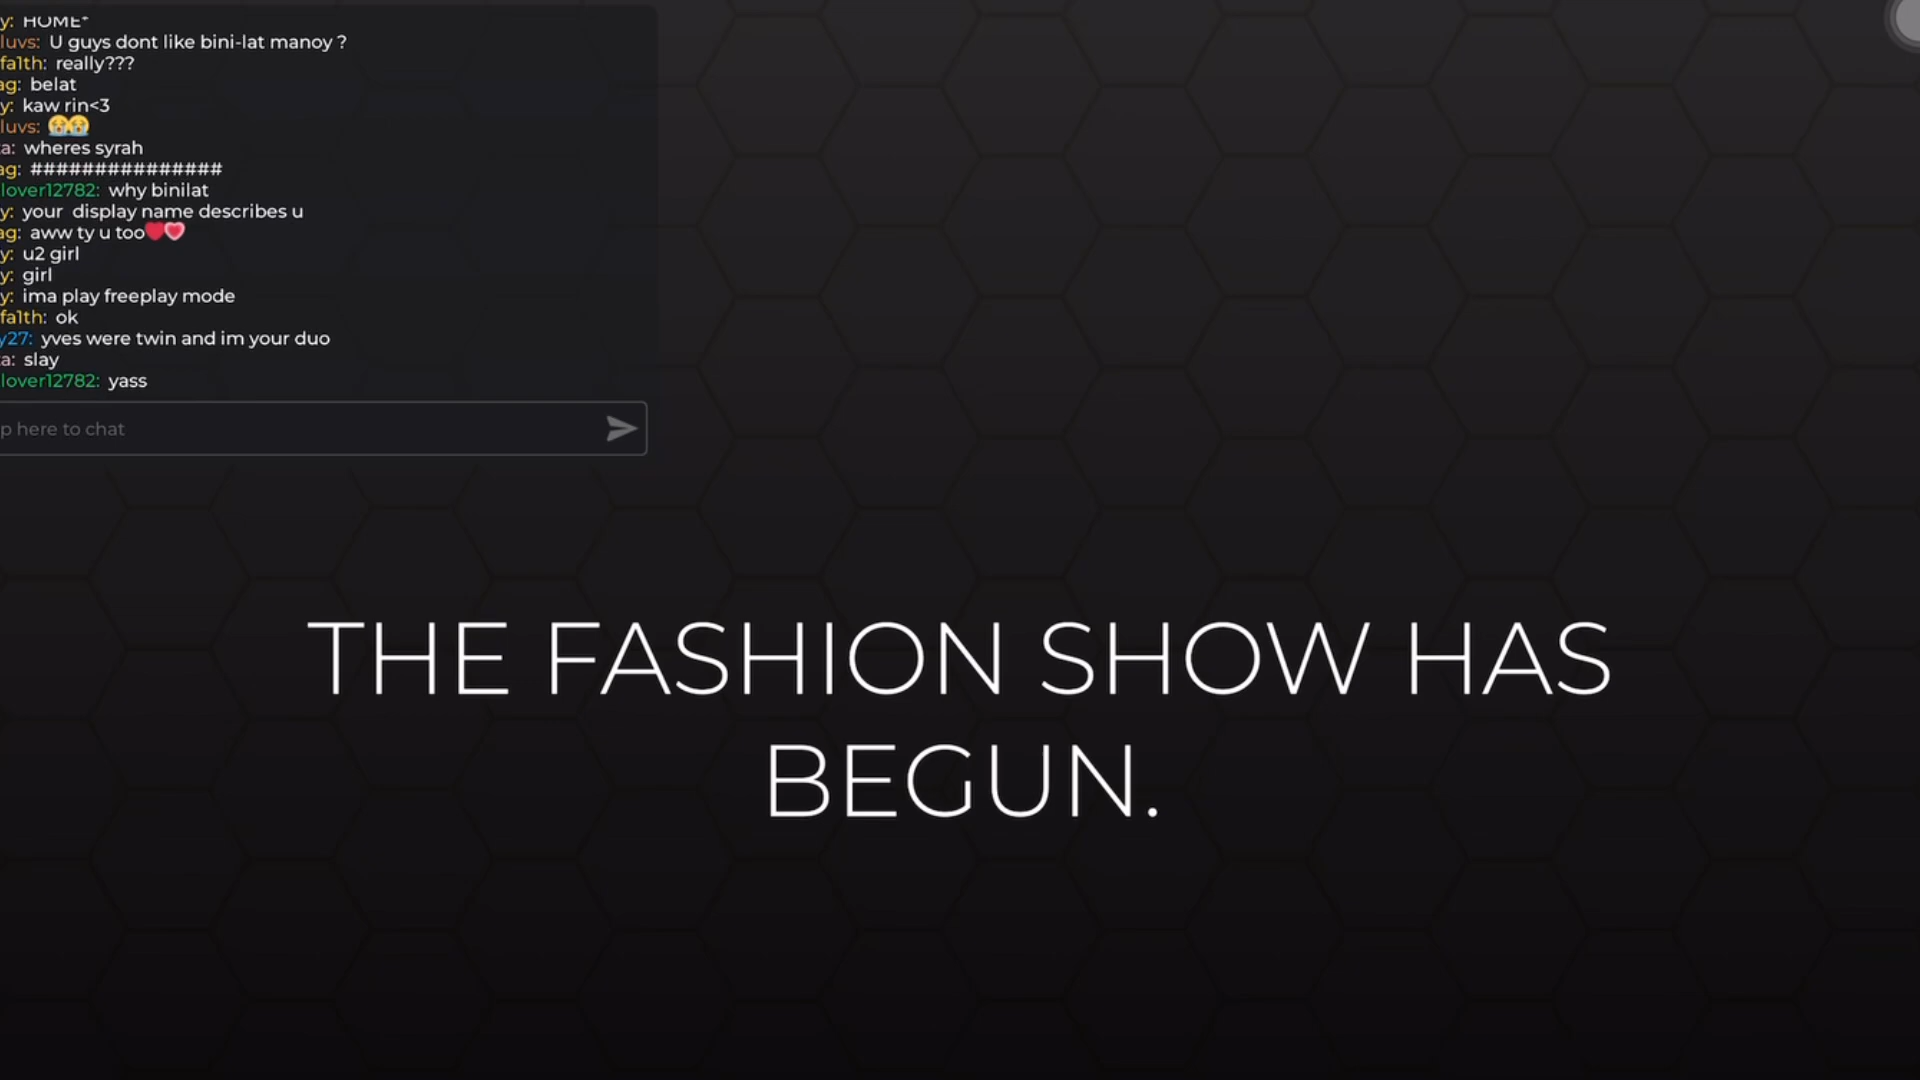 y: HOME*
luvs: U guys dont like bini-lat manoy ?
fa1th: really???
ag: belat
y: kaw rin<3
luvs: 😭😭
a: wheres syrah
ag: ###############
lover12782: why binilat
y: your  display name describes u
ag: aww ty u too❤️💗
y: u2 girl
y: girl
y: ima play freeplay mode
fa1th: ok
y27: yves were twin and im your duo
a: slay
lover12782: yass
p here to chat
THE FASHION SHOW HAS
BEGUN.